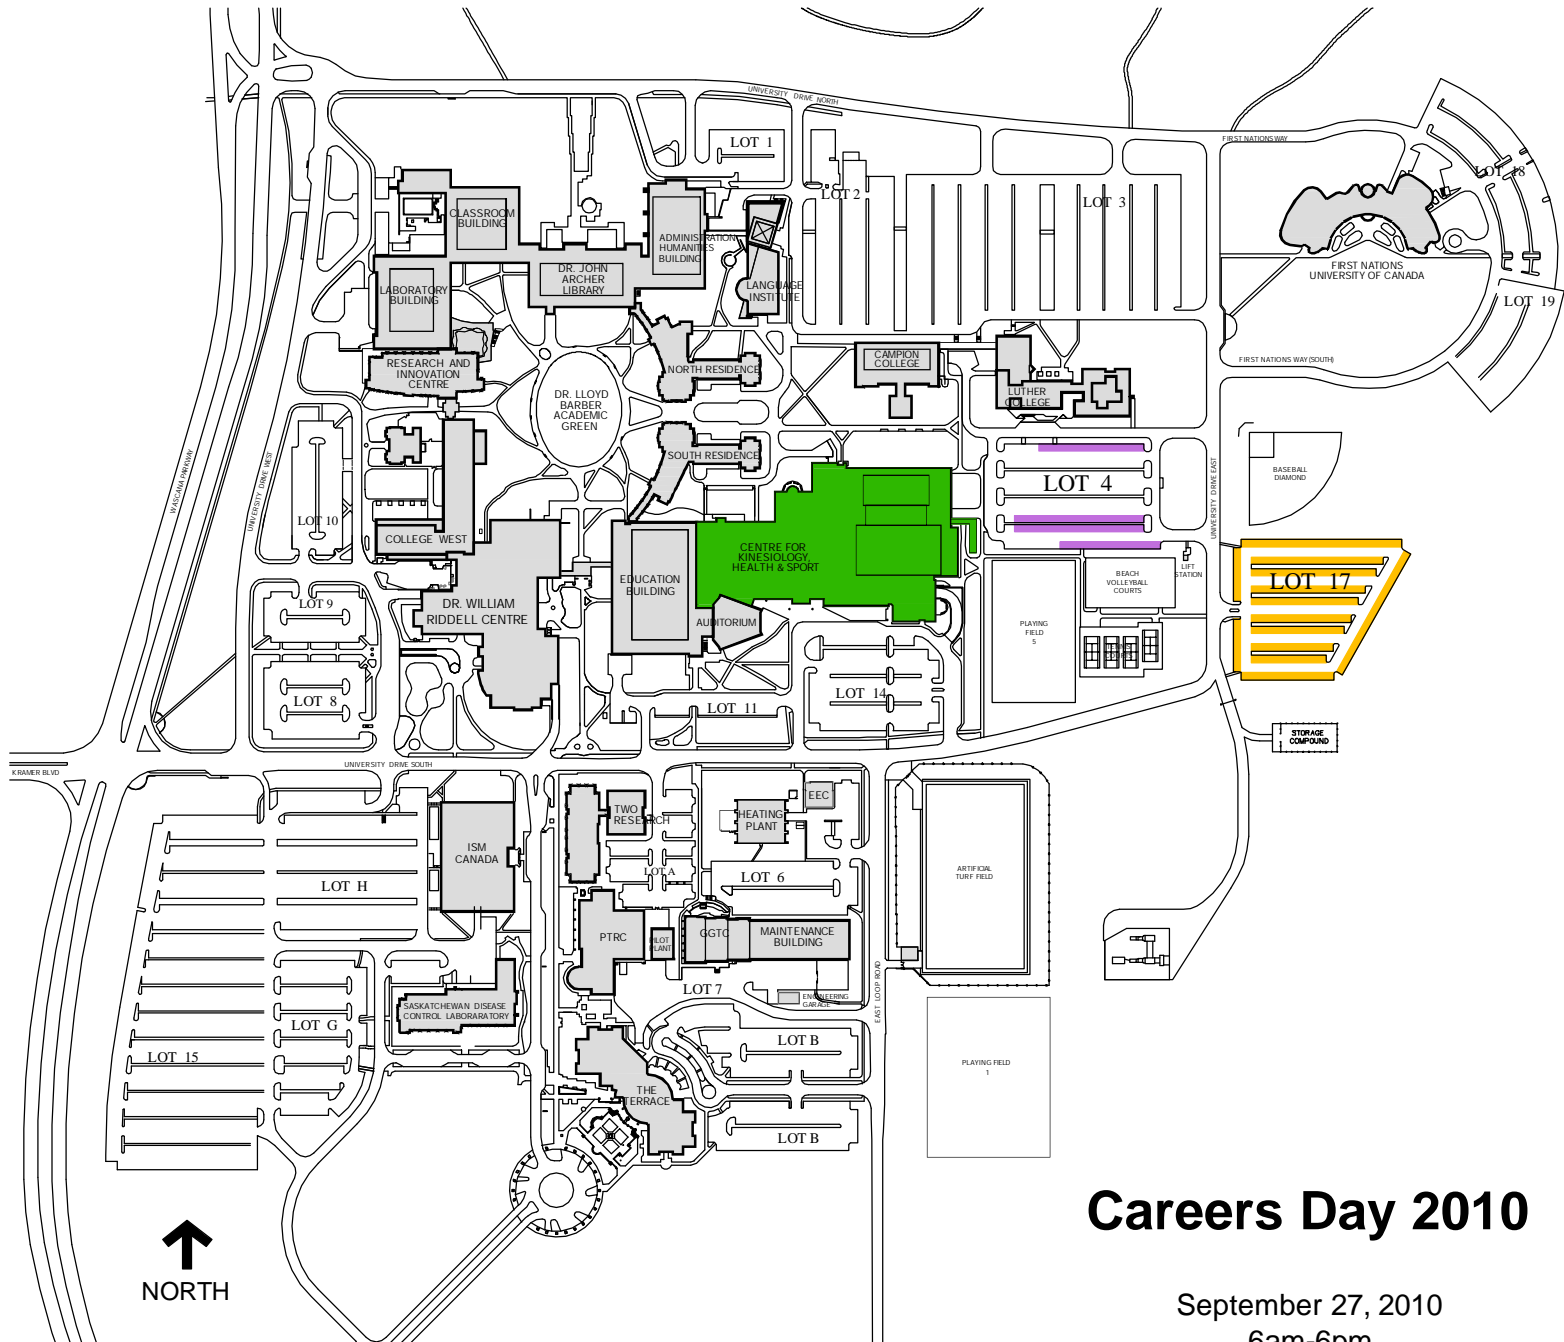 UNIVERSITY DRIVE NORTH
FIRST NATIONS WAY
LOT 1
LOT 2
LOT 3
LOT 18
CLASSROOM
BUILDING
ADMINISTRATION
HUMANITIES
BUILDING
DR. JOHN
ARCHER
LIBRARY
LABORATORY
BUILDING
LANGUAGE
INSTITUTE
FIRST NATIONS
UNIVERSITY OF CANADA
LOT 19
RESEARCH AND
INNOVATION
CENTRE
NORTH RESIDENCE
CAMPION
COLLEGE
LUTHER
COLLEGE
FIRST NATIONS WAY (SOUTH)
DR. LLOYD
BARBER
ACADEMIC
GREEN
SOUTH RESIDENCE
WASCANA PARKWAY
UNIVERSITY DRIVE WEST
LOT 10
LOT 4
UNIVERSITY DRIVE EAST
BASEBALL
DIAMOND
COLLEGE WEST
CENTRE FOR
KINESIOLOGY,
HEALTH & SPORT
EDUCATION
BUILDING
BEACH
VOLLEYBALL
COURTS
LIFT
STATION
LOT 17
LOT 9
DR. WILLIAM
RIDDELL CENTRE
AUDITORIUM
PLAYING
FIELD
5
TENNIS
COURTS
LOT 8
LOT 11
LOT 14
STORAGE
COMPOUND
KRAMER BLVD
UNIVERSITY DRIVE SOUTH
TWO
RESEARCH
HEATING
PLANT
EEC
ISM
CANADA
LOT H
LOT A
LOT 6
ARTIFICIAL
TURF FIELD
PTRC
PILOT
PLANT
GGTC
MAINTENANCE
BUILDING
LOT 7
ENGINEERING
GARAGE
EAST LOOP ROAD
SASKATCHEWAN DISEASE
CONTROL LABORARATORY
LOT G
LOT 15
LOT B
THE
TERRACE
LOT B
PLAYING FIELD
1
Careers Day 2010
NORTH
September 27, 2010
6am-6pm